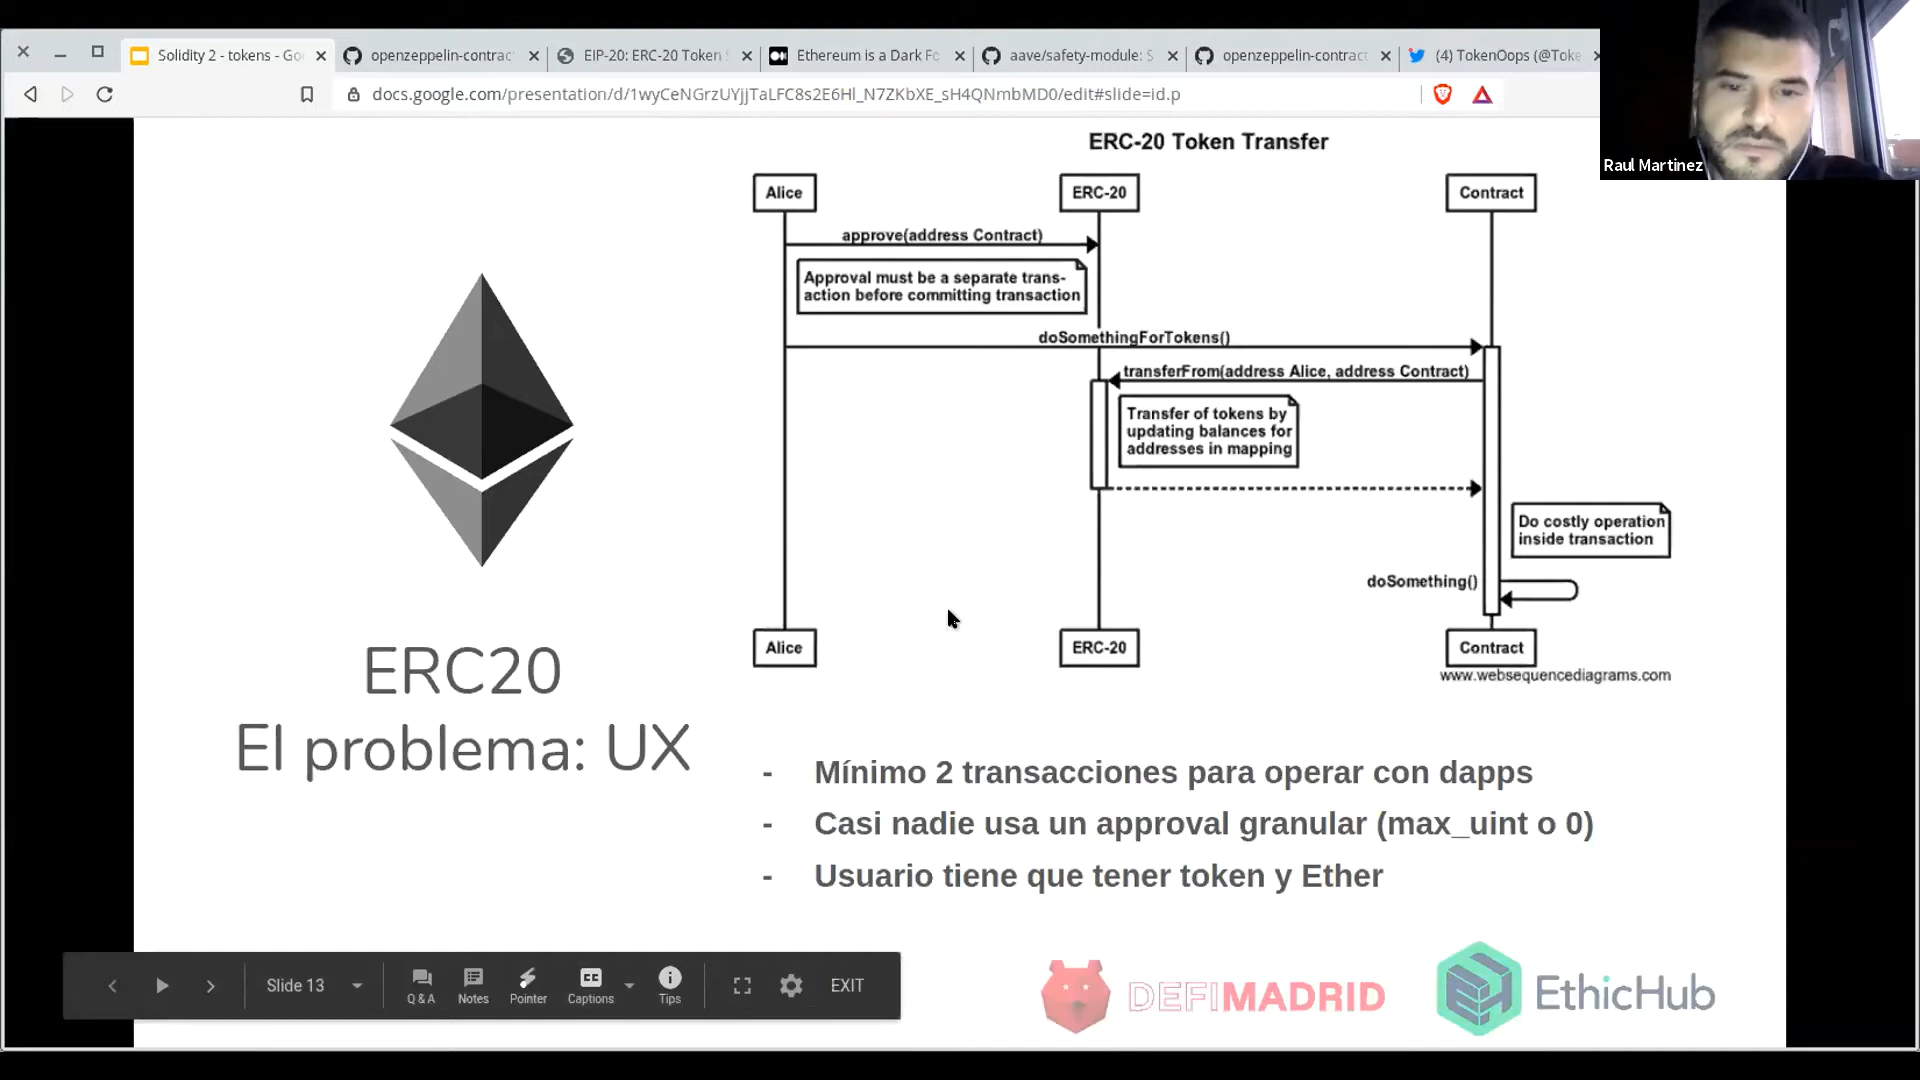 Solidity 2 - tokens - Go
openzeppelin-contrac
EIP-20: ERC-20 Token
Ethereum is a Dark Fo
aave/safety-module: S
openzeppelin-contract
(4) TokenOops (@Toke
docs.google.com/presentation/d/1wyCeNGrzUYjjTaLFC8s2E6Hl_N7ZKbXE_sH4QNmbMD0/edit#slide=id.p
Raul Martinez
ERC-20 Token Transfer
Alice
ERC-20
Contract
approve(address Contract)
Approval must be a separate trans-
action before committing transaction
doSomethingForTokens()
transferFrom(address Alice, address Contract)
Transfer of tokens by
updating balances for
addresses in mapping
Do costly operation
inside transaction
doSomething()
Alice
ERC-20
Contract
www.websequencediagrams.com
ERC20
El problema: UX
- Mínimo 2 transacciones para operar con dapps
- Casi nadie usa un approval granular (max_uint o 0)
- Usuario tiene que tener token y Ether
Slide 13
Q & A
Notes
Pointer
CC
Captions
Tips
EXIT
DEFIMADRID
EthicHub